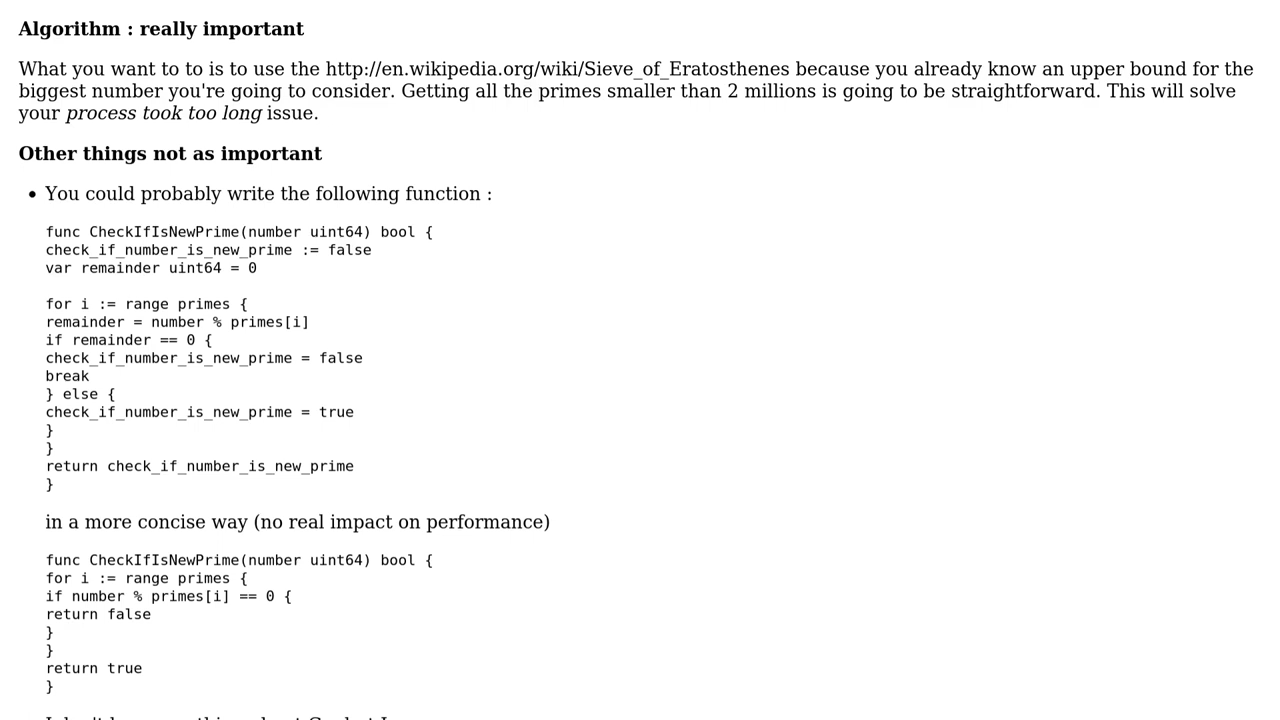 Algorithm : really important
What you want to to is to use the http://en.wikipedia.org/wiki/Sieve_of_Eratosthenes because you already know an upper bound for the
biggest number you're going to consider. Getting all the primes smaller than 2 millions is going to be straightforward. This will solve
your process took too long issue.
Other things not as important
• You could probably write the following function :
func CheckIfIsNewPrime(number uint64) bool {
check_if_number_is_new_prime := false
var remainder uint64 = 0
for i := range primes {
remainder = number % primes[i]
if remainder == 0 {
check_if_number_is_new_prime = false
break
} else {
check_if_number_is_new_prime = true
}
}
return check_if_number_is_new_prime
}
in a more concise way (no real impact on performance)
func CheckIfIsNewPrime(number uint64) bool {
for i := range primes {
if number % primes[i] == 0 {
return false
}
}
return true
}